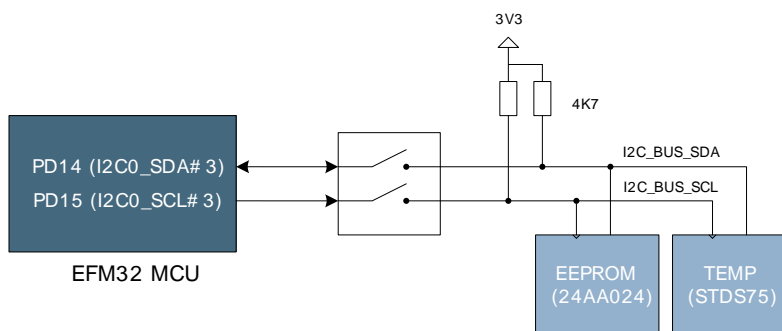 3V3
4K7
I2C_BUS_SDA
PD14 (I2C0_SDA# 3)
I2C_BUS_SCL
PD15 (I2C0_SCL# 3)
EFM32 MCU
EEPROM
(24AA024)
TEMP
(STDS75)